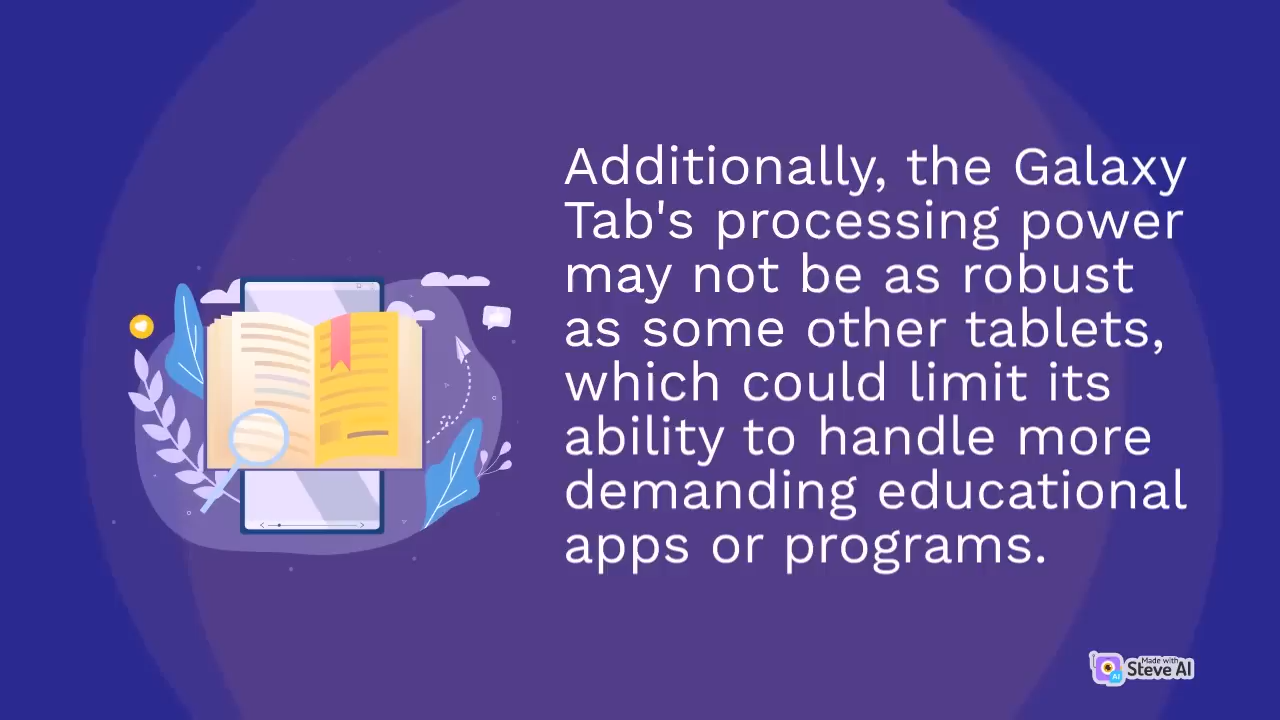 Additionally, the Galaxy
Tab's processing power
may not be as robust
as some other tablets,
which could limit its
ability to handle more
demanding educational
apps or programs.
Made with
Steve AI
AI